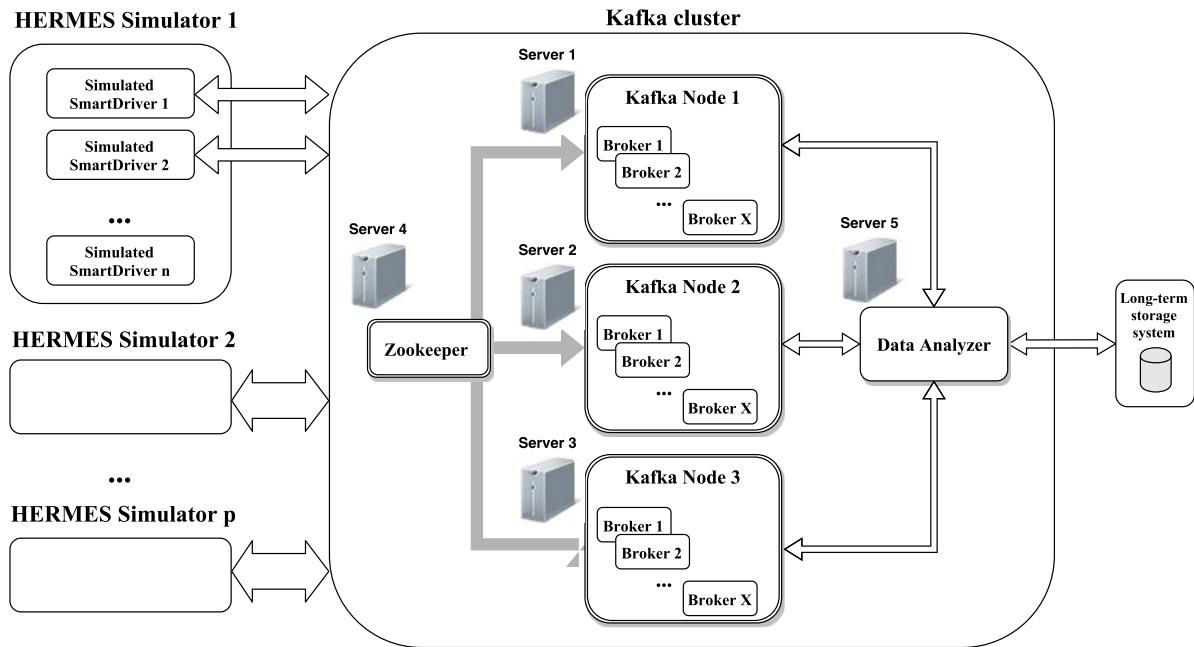 HERMES Simulator 1
Simulated
SmartDriver 1
Simulated
SmartDriver 2
...
Simulated
SmartDriver n
HERMES Simulator 2
...
HERMES Simulator p
Kafka cluster
Server 1
Kafka Node 1
Broker 1
Broker 2
...
Broker X
Server 4
Zookeeper
Server 2
Kafka Node 2
Broker 1
Broker 2
...
Broker X
Server 3
Kafka Node 3
Broker 1
Broker 2
...
Broker X
Server 5
Data Analyzer
Long-term
storage
system